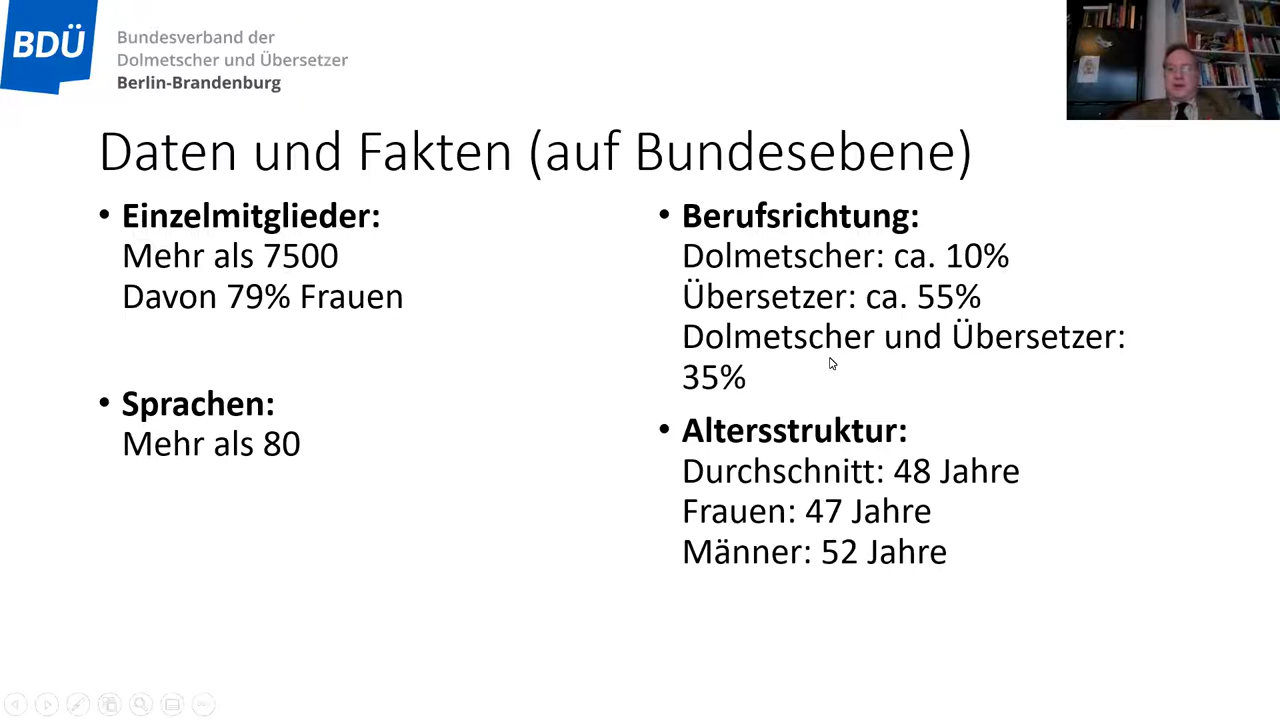 BDÜ
Bundesverband der
Dolmetscher und Übersetzer
Berlin-Brandenburg
Daten und Fakten (auf Bundesebene)
• Einzelmitglieder:
Mehr als 7500
Davon 79% Frauen
• Sprachen:
Mehr als 80
• Berufsrichtung:
Dolmetscher: ca. 10%
Übersetzer: ca. 55%
Dolmetscher und Übersetzer:
35%
• Altersstruktur:
Durchschnitt: 48 Jahre
Frauen: 47 Jahre
Männer: 52 Jahre